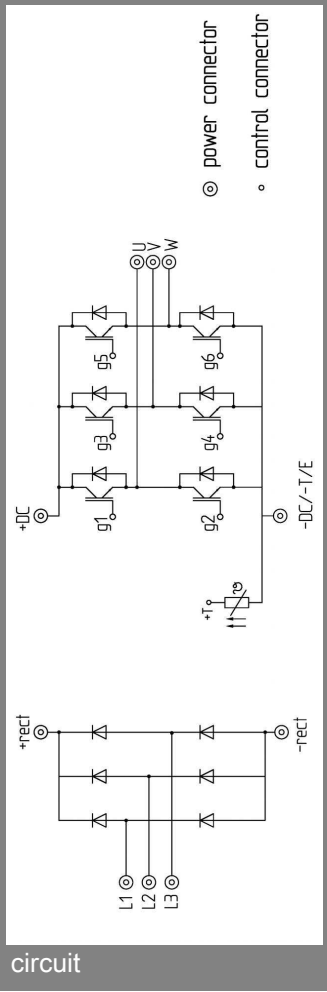 ◎ power connector
∘ control connector
U
V
W
g5
g6
g3
g4
+DC
g1
g2
-DC/-T/E
+T
ϑ
+rect
-rect
L1
L2
L3
circuit